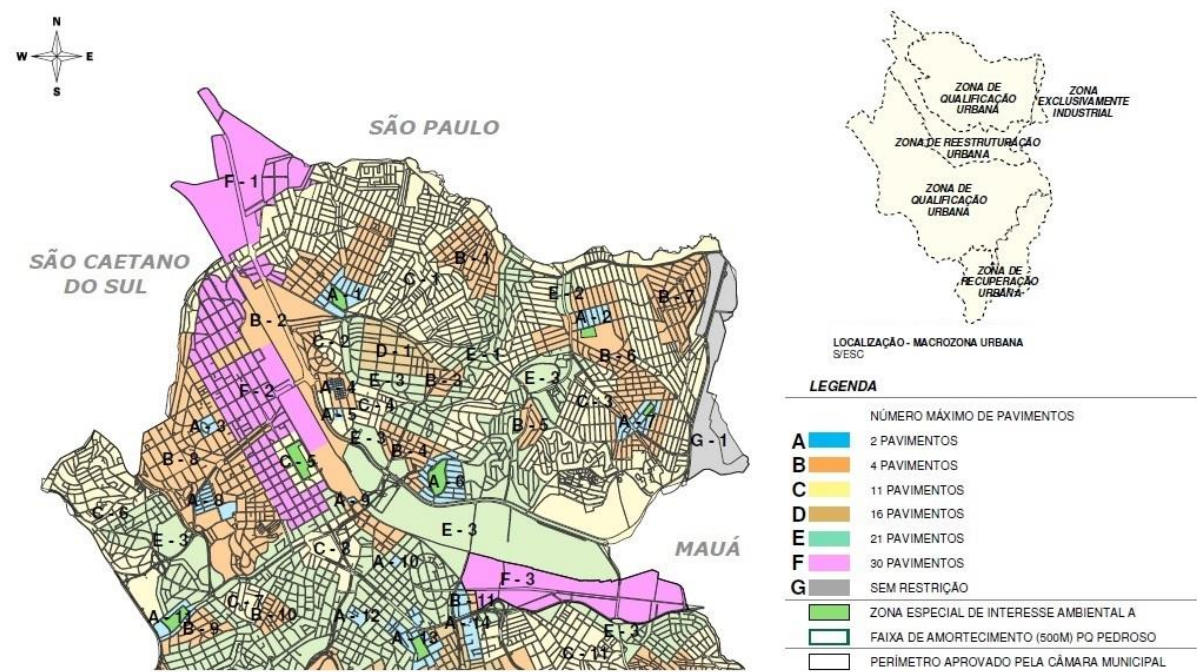 N
W E
S
SÃO PAULO
SÃO CAETANO
DO SUL
MAUÁ
F - 1
B - 1
C - 1
A - 1
B - 2
E - 2
B - 7
A - 2
C - 2
D - 1
E - 1
B - 6
E - 3
B - 3
E - 3
A - 4
F - 2
C - 4
C - 3
A - 5
A - 7
A - 3
E - 3
B - 5
B - 4
G - 1
B - 8
C - 5
A - 6
A - 8
A - 9
C - 6
E - 3
E - 3
C - 8
A - 10
F - 3
C - 7
B - 11
A - 11
B - 10
A - 12
A - 14
B - 9
A - 13
E - 3
C - 11
ZONA DE
QUALIFICAÇÃO
URBANA
ZONA
EXCLUSIVAMENTE
INDUSTRIAL
ZONA DE REESTRUTURAÇÃO
URBANA
ZONA DE
QUALIFICAÇÃO
URBANA
ZONA DE
RECUPERAÇÃO
URBANA
LOCALIZAÇÃO - MACROZONA URBANA
S/ESC
LEGENDA
NÚMERO MÁXIMO DE PAVIMENTOS
A 2 PAVIMENTOS
B 4 PAVIMENTOS
C 11 PAVIMENTOS
D 16 PAVIMENTOS
E 21 PAVIMENTOS
F 30 PAVIMENTOS
G SEM RESTRIÇÃO
ZONA ESPECIAL DE INTERESSE AMBIENTAL A
FAIXA DE AMORTECIMENTO (500M) PQ PEDROSO
PERÍMETRO APROVADO PELA CÂMARA MUNICIPAL